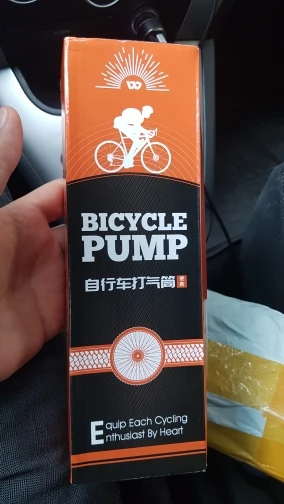 BICYCLE
PUMP
自行车打气筒
Equip Each Cycling
Enthusiast By Heart